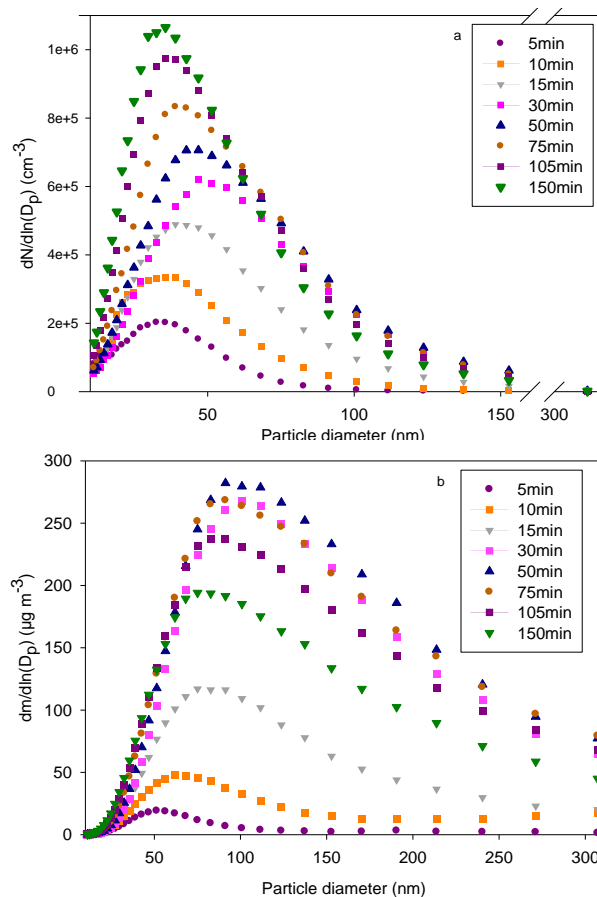 a
1e+6
8e+5
6e+5
4e+5
2e+5
0
dN/dln(Dp) (cm-3)
5min
10min
15min
30min
50min
75min
105min
150min
50
100
150
300
Particle diameter (nm)
b
300
250
200
150
100
50
0
dm/dln(Dp) (µg m-3)
5min
10min
15min
30min
50min
75min
105min
150min
50
100
150
200
250
300
Particle diameter (nm)